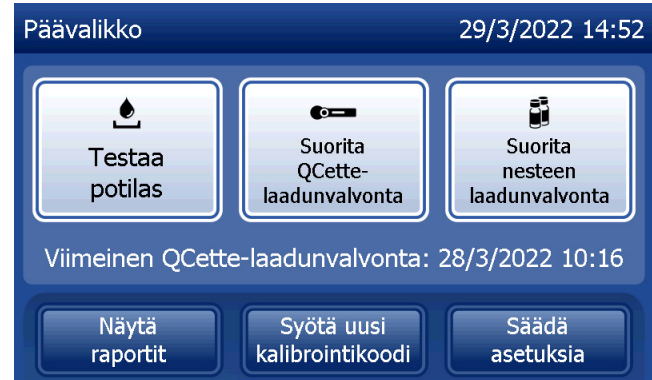 Päävalikko 29/3/2022 14:52
Testaa
potilas
Suorita
QCette-
laadunvalvonta
Suorita
nesteen
laadunvalvonta
Viimeinen QCette-laadunvalvonta: 28/3/2022 10:16
Näytä
raportit
Syötä uusi
kalibrointikoodi
Säädä
asetuksia